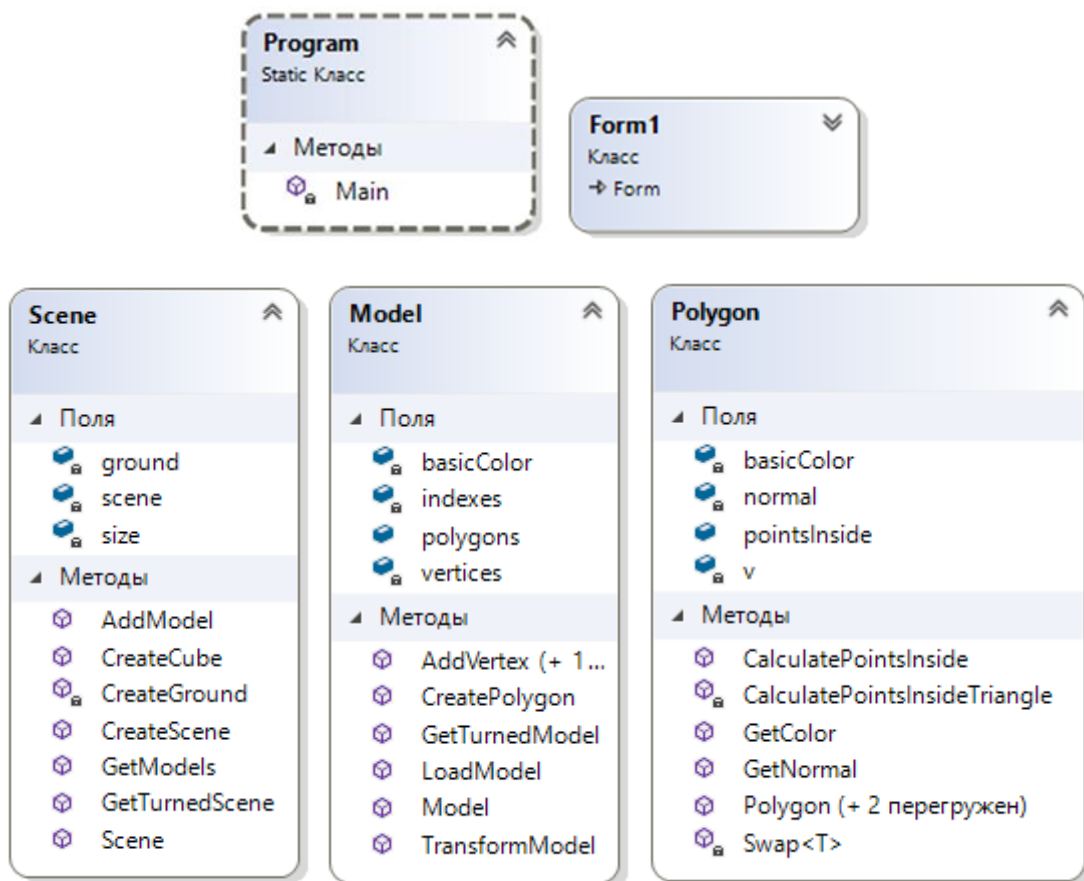 Program
Static Класс
Методы
Main
Form1
Класс
Form
Scene
Класс
Поля
ground
scene
size
Методы
AddModel
CreateCube
CreateGround
CreateScene
GetModels
GetTurnedScene
Scene
Model
Класс
Поля
basicColor
indexes
polygons
vertices
Методы
AddVertex (+ 1...
CreatePolygon
GetTurnedModel
LoadModel
Model
TransformModel
Polygon
Класс
Поля
basicColor
normal
pointsInside
v
Методы
CalculatePointsInside
CalculatePointsInsideTriangle
GetColor
GetNormal
Polygon (+ 2 перегружен)
Swap<T>